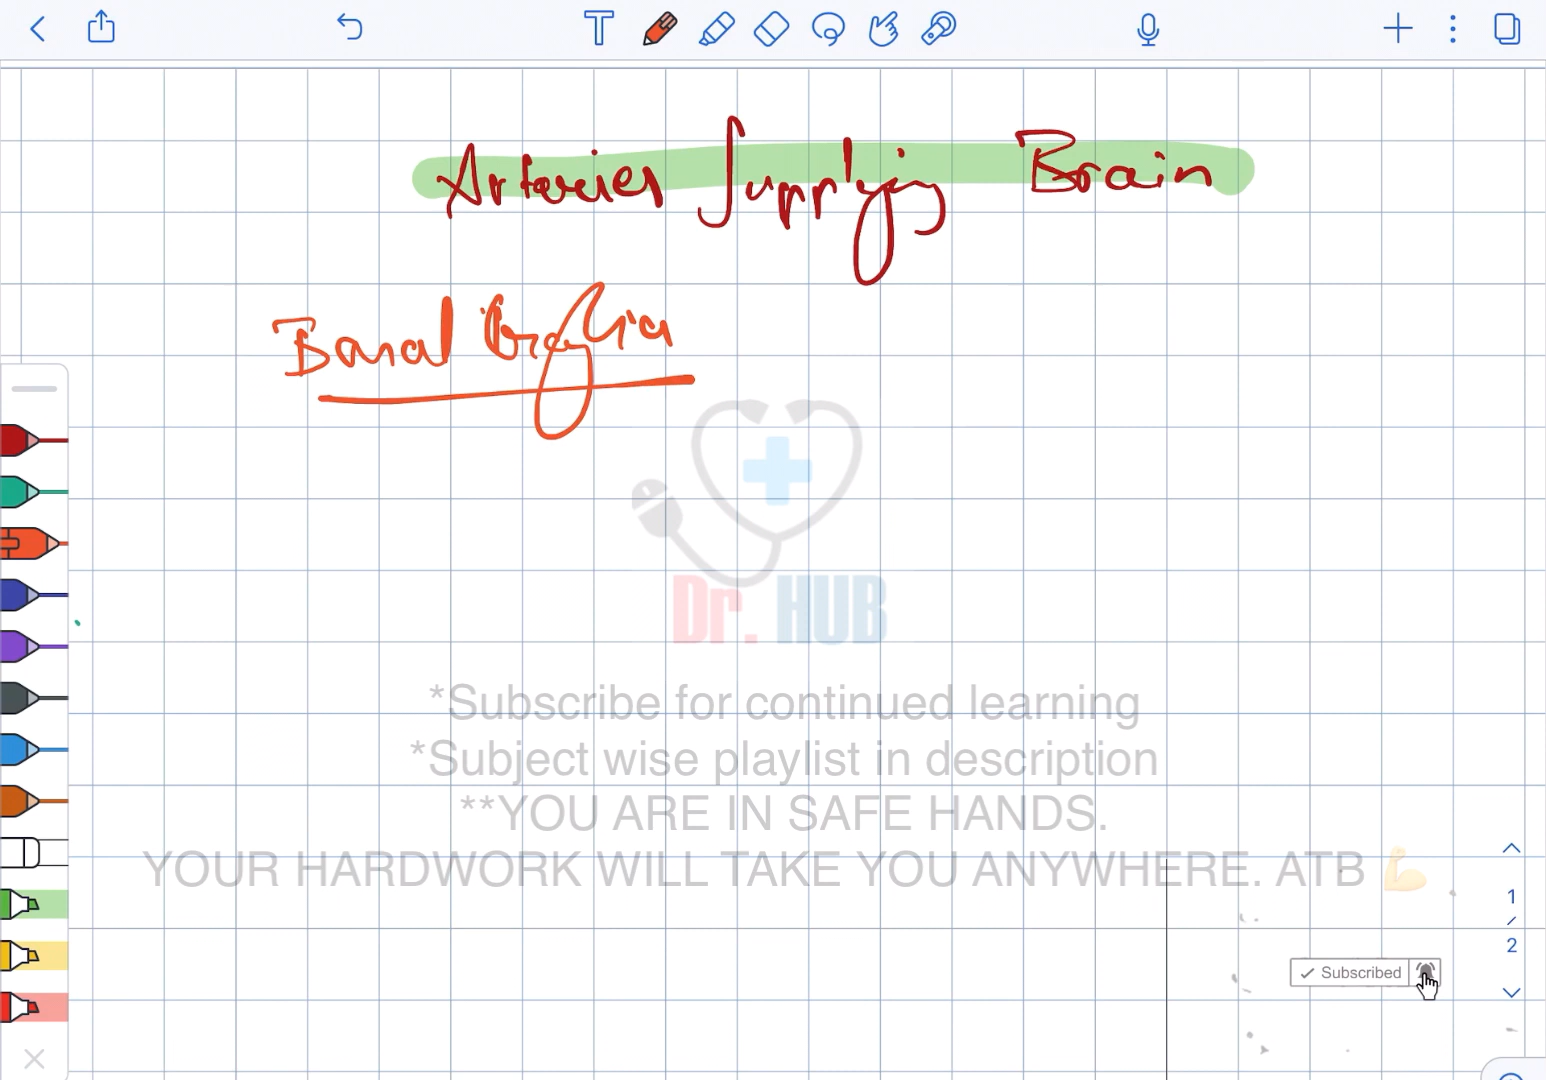 Arteries Supplying Brain
Basal Ganglia
Dr. HUB
*Subscribe for continued learning
*Subject wise playlist in description
**YOU ARE IN SAFE HANDS.
YOUR HARDWORK WILL TAKE YOU ANYWHERE. ATB 💪
1
/
2
✓ Subscribed